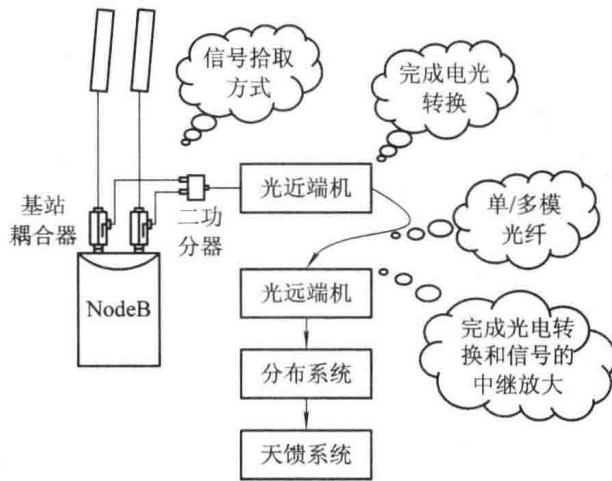 信号拾取
方式
完成电光
转换
基站
耦合器
二功
分器
光近端机
单/多模
光纤
NodeB
光远端机
完成光电转
换和信号的
中继放大
分布系统
天馈系统